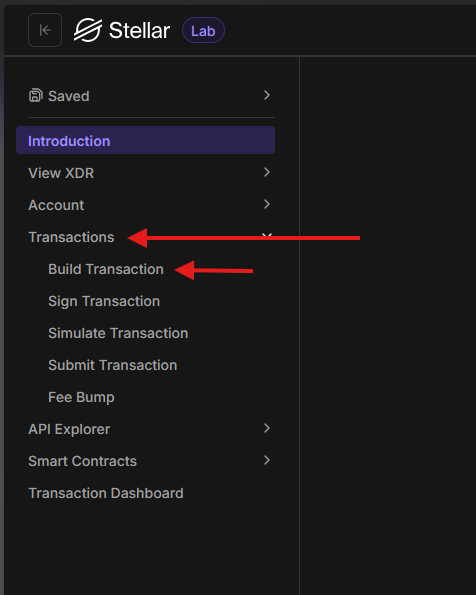 Stellar Lab
Saved
Introduction
View XDR
Account
Transactions
Build Transaction
Sign Transaction
Simulate Transaction
Submit Transaction
Fee Bump
API Explorer
Smart Contracts
Transaction Dashboard